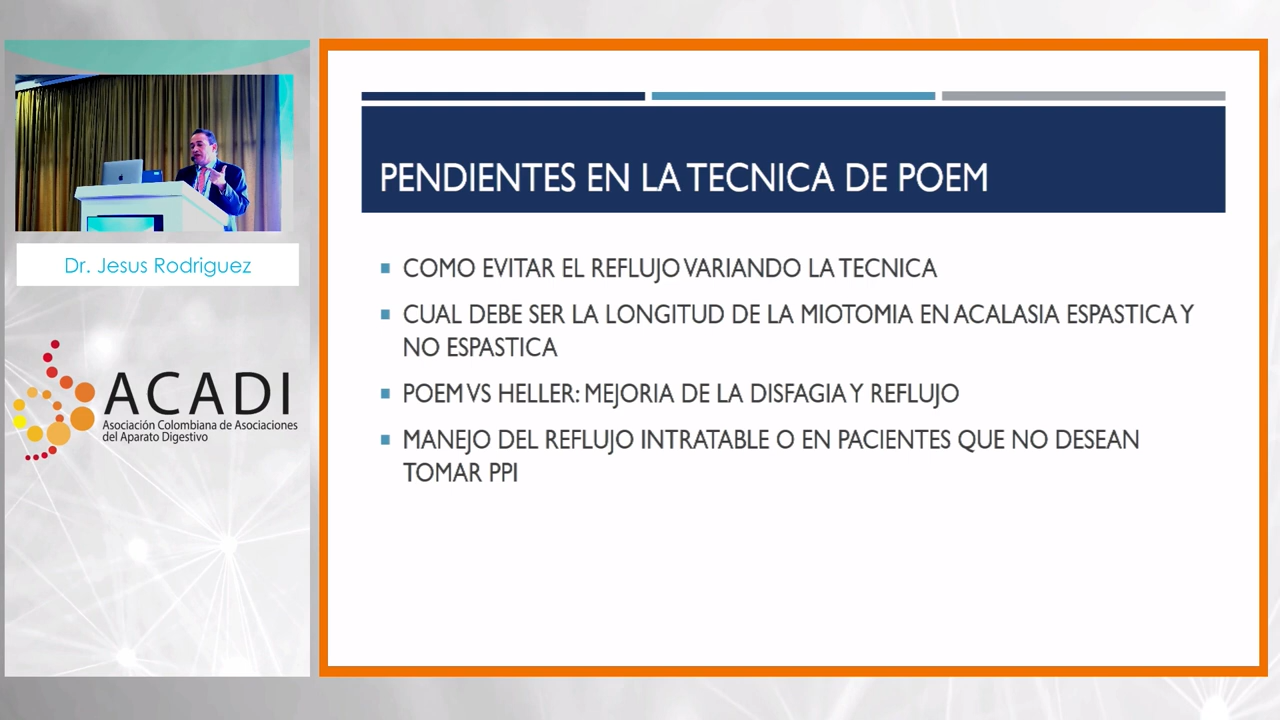 Dr. Jesus Rodriguez
ACADI
Asociación Colombiana de Asociaciones
del Aparato Digestivo
PENDIENTES EN LA TECNICA DE POEM
COMO EVITAR EL REFLUJO VARIANDO LA TECNICA
CUAL DEBE SER LA LONGITUD DE LA MIOTOMIA EN ACALASIA ESPASTICA Y
NO ESPASTICA
POEM VS HELLER: MEJORIA DE LA DISFAGIA Y REFLUJO
MANEJO DEL REFLUJO INTRATABLE O EN PACIENTES QUE NO DESEAN
TOMAR PPI